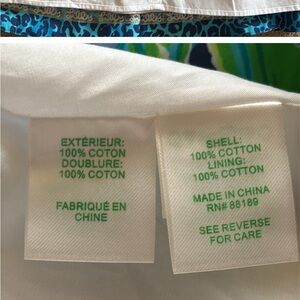 EXTÉRIEUR:
100% COTON
DOUBLURE:
100% COTON
FABRIQUÉ EN
CHINE
SHELL:
100% COTTON
LINING:
100% COTTON
MADE IN CHINA
RN# 88189
SEE REVERSE
FOR CARE